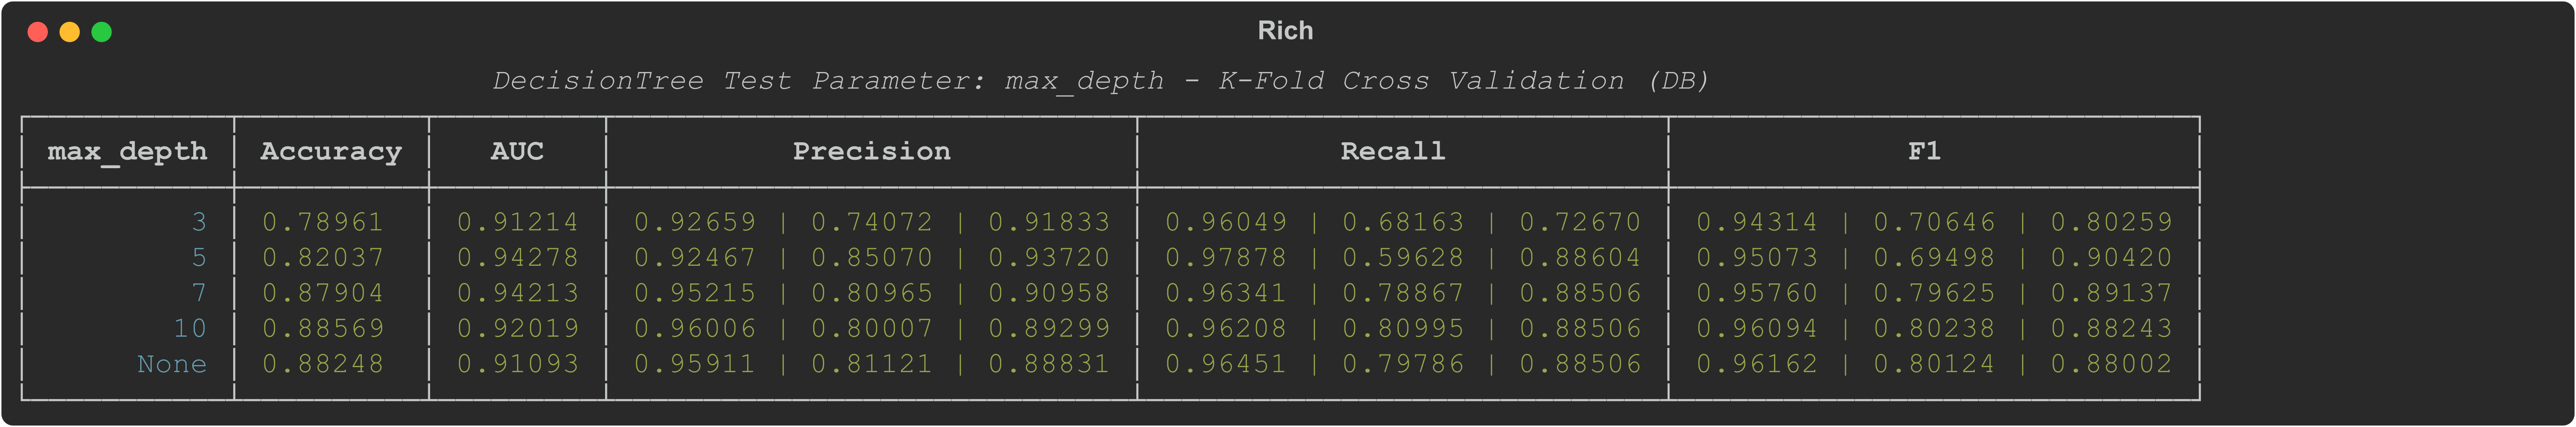 Rich
DecisionTree Test Parameter: max_depth - K-Fold Cross Validation (DB)
max_depth | Accuracy | AUC | Precision | Recall | F1
3 | 0.78961 | 0.91214 | 0.92659 | 0.74072 | 0.91833 | 0.96049 | 0.68163 | 0.72670 | 0.94314 | 0.70646 | 0.80259
5 | 0.82037 | 0.94278 | 0.92467 | 0.85070 | 0.93720 | 0.97878 | 0.59628 | 0.88604 | 0.95073 | 0.69498 | 0.90420
7 | 0.87904 | 0.94213 | 0.95215 | 0.80965 | 0.90958 | 0.96341 | 0.78867 | 0.88506 | 0.95760 | 0.79625 | 0.89137
10 | 0.88569 | 0.92019 | 0.96006 | 0.80007 | 0.89299 | 0.96208 | 0.80995 | 0.88506 | 0.96094 | 0.80238 | 0.88243
None | 0.88248 | 0.91093 | 0.95911 | 0.81121 | 0.88831 | 0.96451 | 0.79786 | 0.88506 | 0.96162 | 0.80124 | 0.88002